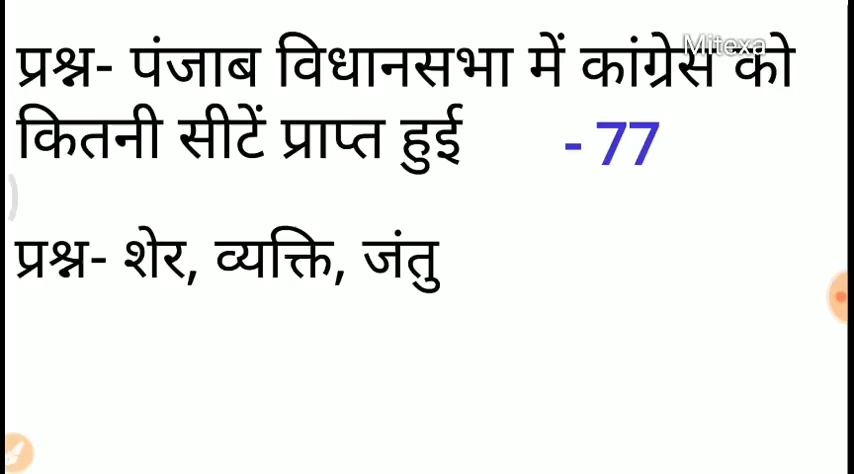 Mitexa
प्रश्न- पंजाब विधानसभा में कांग्रेस को
कितनी सीटें प्राप्त हुई - 77
प्रश्न- शेर, व्यक्ति, जंतु